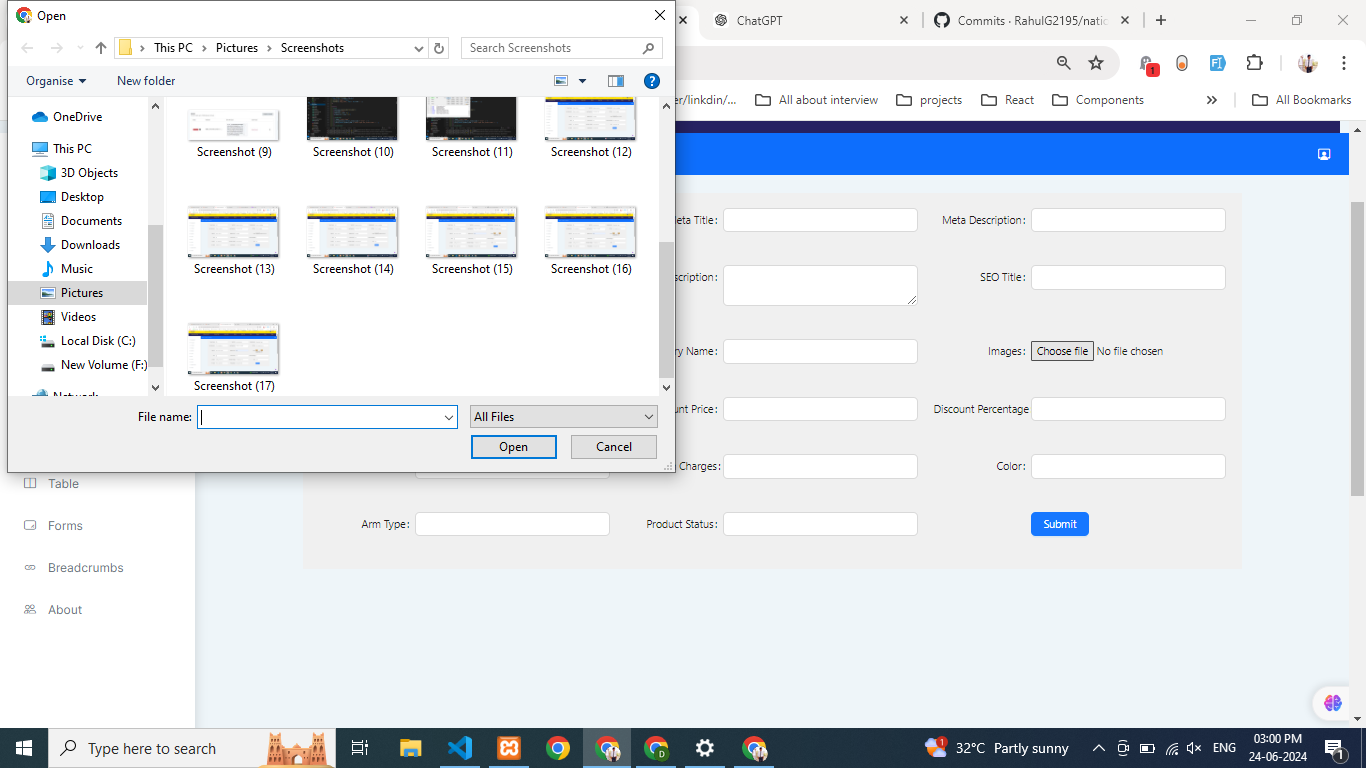 Open
ChatGPT
Commits · RahulG2195/natio
This PC
Pictures
Screenshots
Search Screenshots
Organise
New folder
1
er/linkdin/...
All about interview
projects
React
Components
All Bookmarks
OneDrive
This PC
3D Objects
Desktop
Documents
Downloads
Music
Pictures
Videos
Local Disk (C:)
New Volume (F:)
Network
Screenshot (9)
Screenshot (10)
Screenshot (11)
Screenshot (12)
Screenshot (13)
Screenshot (14)
Screenshot (15)
Screenshot (16)
Screenshot (17)
File name:
All Files
Open
Cancel
Meta Title:
Meta Description:
scription:
SEO Title:
ry Name:
Images:
Choose file
No file chosen
unt Price:
Discount Percentage
Charges:
Color:
Arm Type:
Product Status:
Submit
Table
Forms
Breadcrumbs
About
Type here to search
1
32°C Partly sunny
ENG
03:00 PM
24-06-2024
1